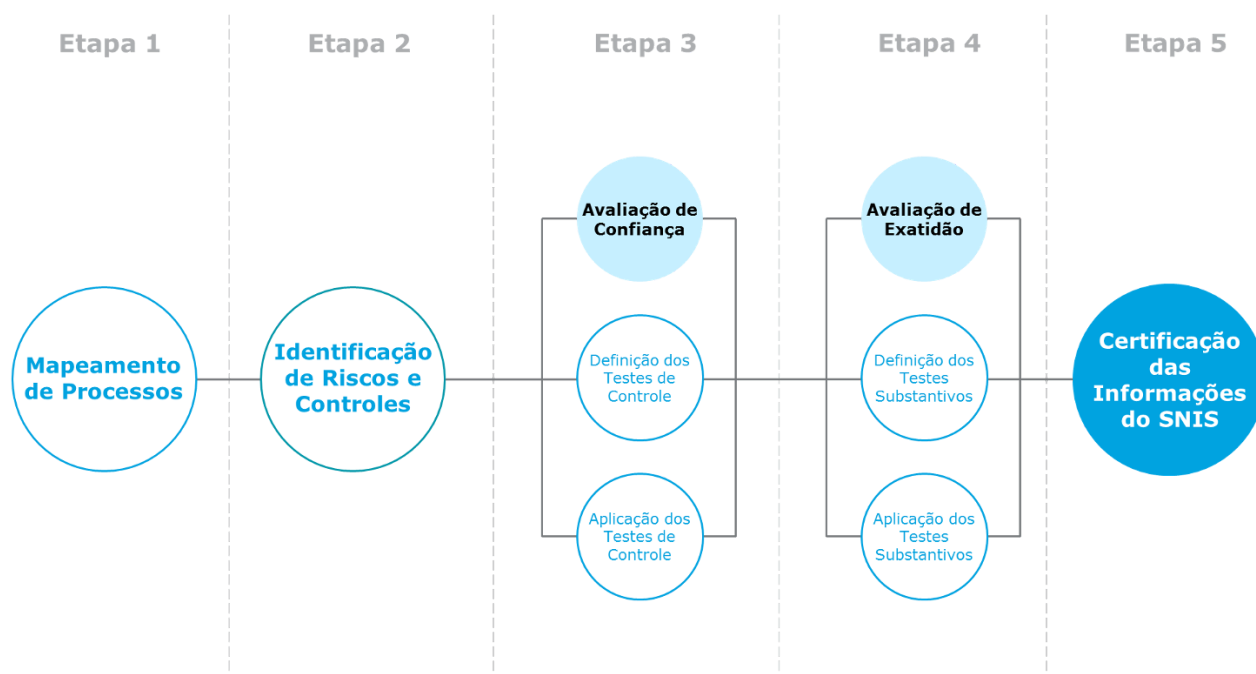 Etapa 1
Etapa 2
Etapa 3
Etapa 4
Etapa 5
Mapeamento
de Processos
Identificação
de Riscos e
Controles
Avaliação de
Confiança
Definição dos
Testes de
Controle
Aplicação dos
Testes de
Controle
Avaliação de
Exatidão
Definição dos
Testes
Substantivos
Aplicação dos
Testes
Substantivos
Certificação
das
Informações
do SNIS